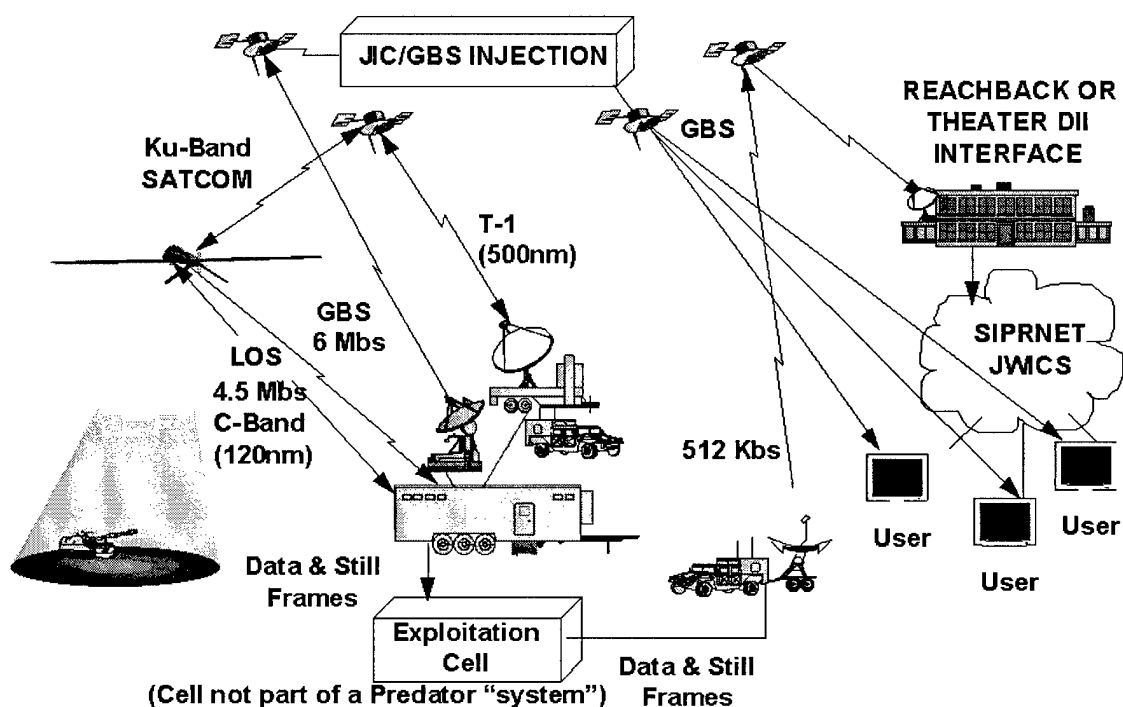 JIC/GBS INJECTION
REACHBACK OR
THEATER DII
INTERFACE
GBS
Ku-Band
SATCOM
T-1
(500nm)
GBS
6 Mbs
LOS
4.5 Mbs
C-Band
(120nm)
SIPRNET
JWICS
512 Kbs
User
User
User
Data & Still
Frames
Exploitation
Cell
Data & Still
Frames
(Cell not part of a Predator “system”)